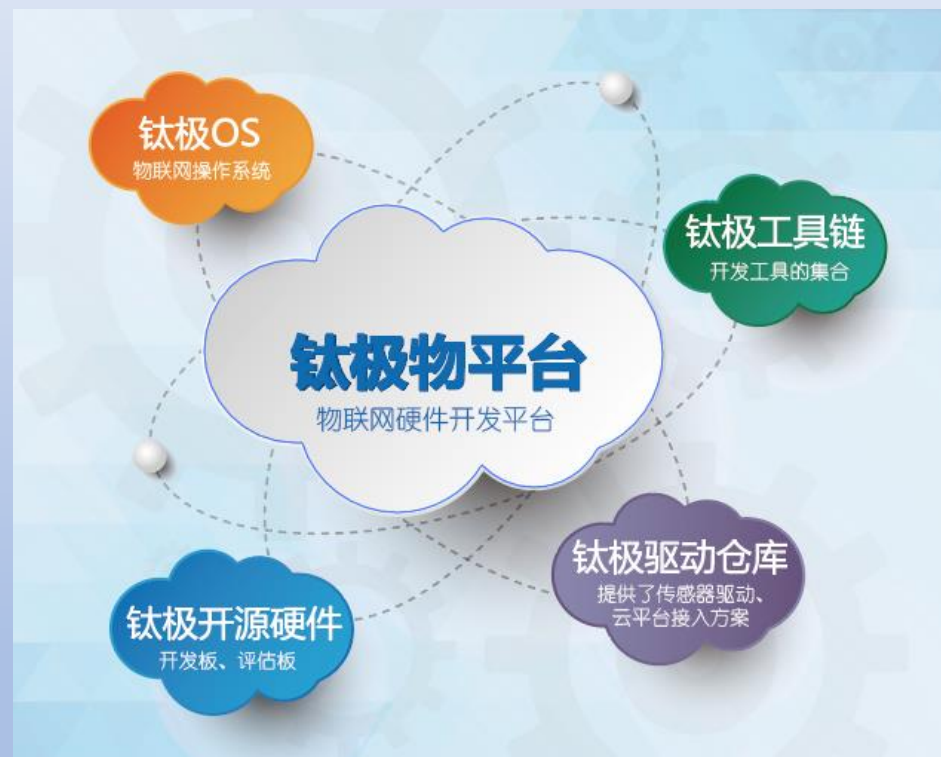 钛极OS
物联网操作系统
钛极工具链
开发工具的集合
钛极物平台
物联网硬件开发平台
钛极驱动仓库
提供了传感器驱动、
云平台接入方案
钛极开源硬件
开发板、评估板